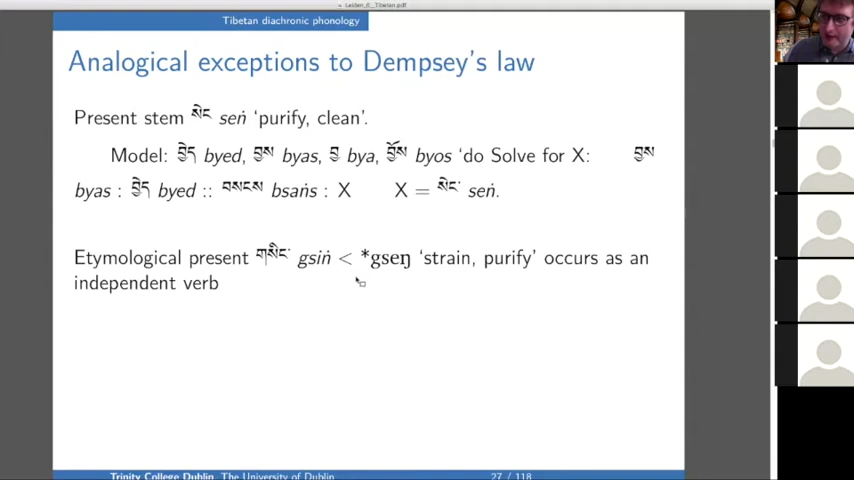 Leiden_6__Tibetan.pdf
Tibetan diachronic phonology
Analogical exceptions to Dempsey's law
Present stem སེང seṅ ‘purify, clean’.
Model: བྱེད byed, བྱས byas, བྱ bya, བྱོས byos ‘do Solve for X: བྱས
byas : བྱེད byed :: བསངས bsaṅs : X X = སེང་ seṅ.
Etymological present གསིང་ gsiṅ < *gseŋ ‘strain, purify’ occurs as an
independent verb
Trinity College Dublin, The University of Dublin 27 / 118